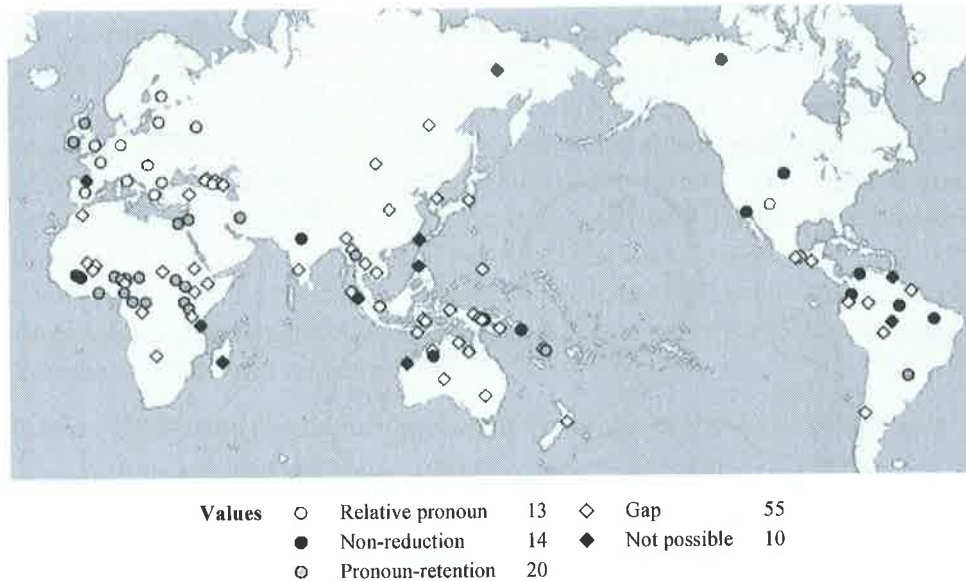 Values ○ Relative pronoun 13 ◇ Gap 55
● Non-reduction 14 ◆ Not possible 10
◎ Pronoun-retention 20